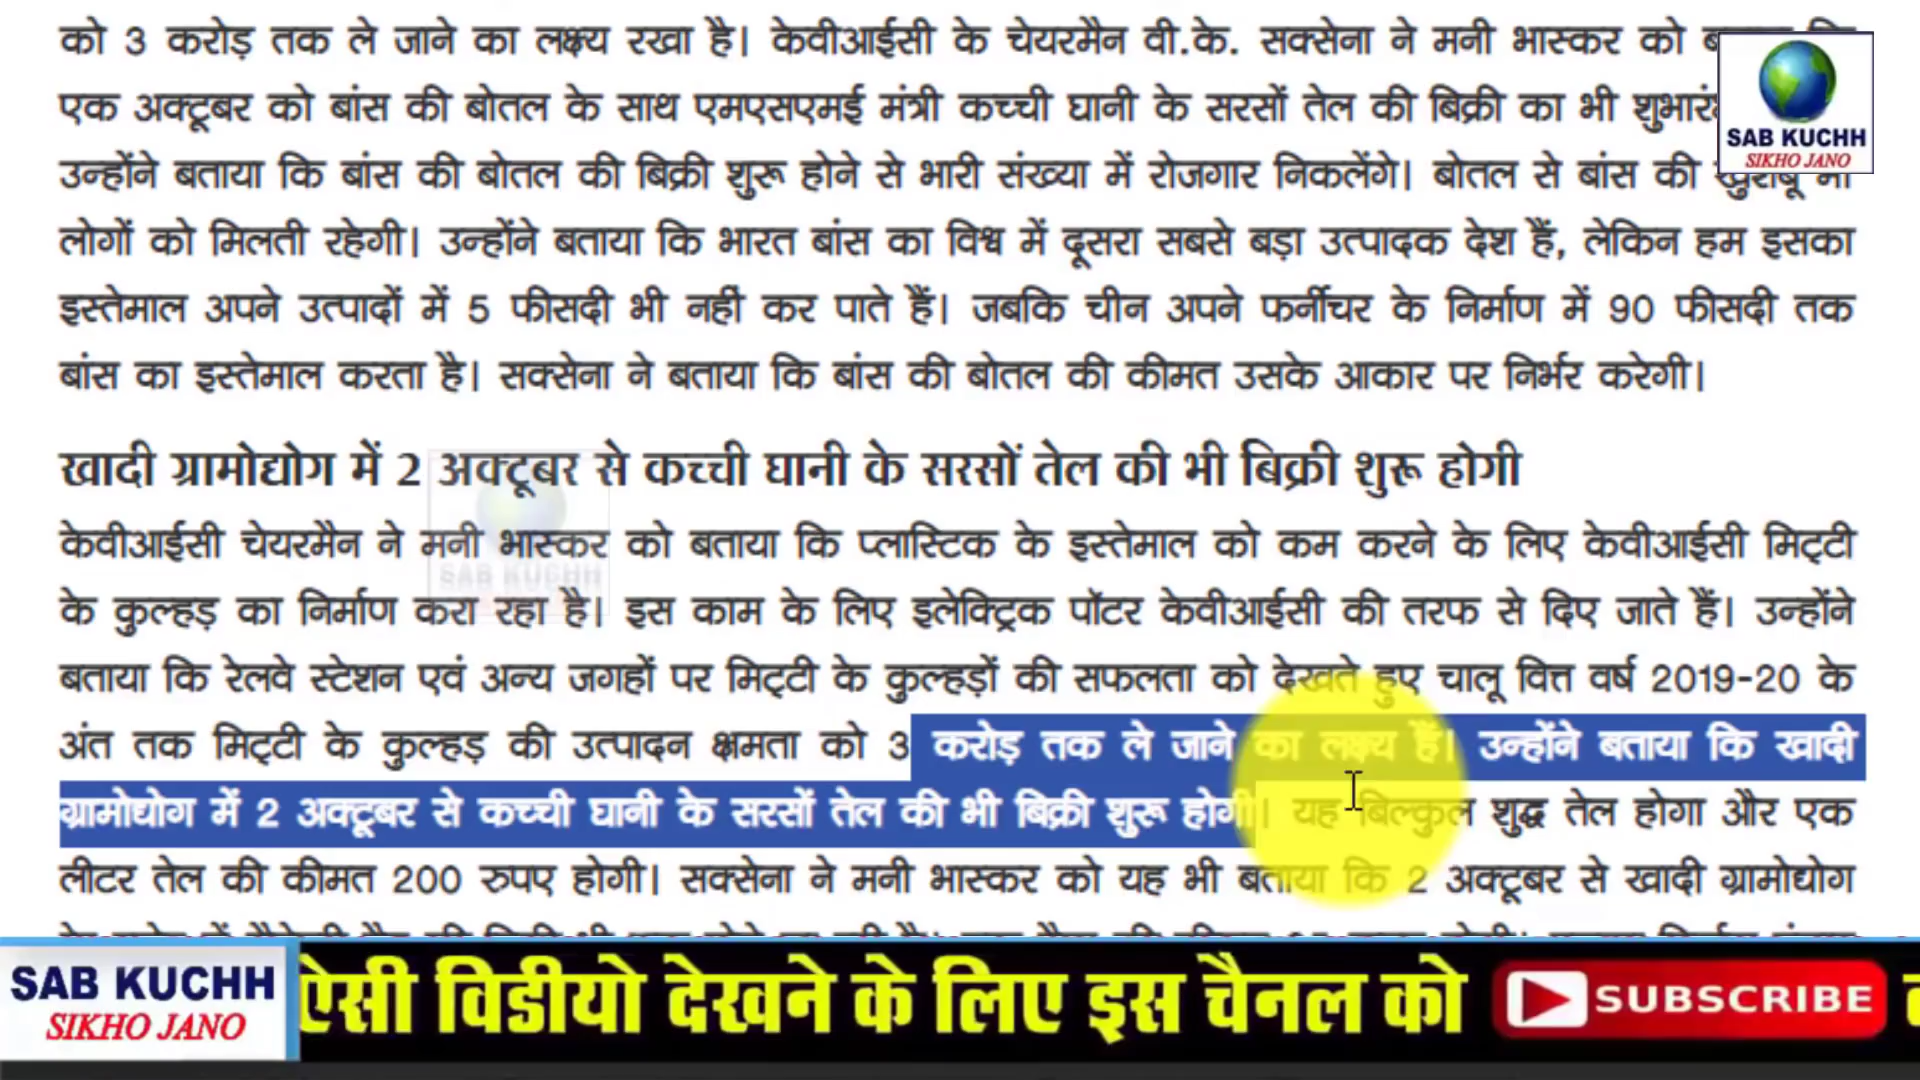 को 3 करोड़ तक ले जाने का लक्ष्य रखा है। केवीआईसी के चेयरमैन वी.के. सक्सेना ने मनी भास्कर को
एक अक्टूबर को बांस की बोतल के साथ एमएसएमई मंत्री कच्ची घानी के सरसों तेल की बिक्री का भी
उन्होंने बताया कि बांस की बोतल की बिक्री शुरू होने से भारी संख्या में रोजगार निकलेंगे। बोतल से बांस की
लोगों को मिलती रहेगी। उन्होंने बताया कि भारत बांस का विश्व में दूसरा सबसे बड़ा उत्पादक देश हैं, लेकिन हम इसका
इस्तेमाल अपने उत्पादों में 5 फीसदी भी नहीं कर पाते हैं। जबकि चीन अपने फर्नीचर के निर्माण में 90 फीसदी तक
बांस का इस्तेमाल करता है। सक्सेना ने बताया कि बांस की बोतल की कीमत उसके आकार पर निर्भर करेगी।
SAB KUCHH
SIKHO JANO
खादी ग्रामोद्योग में 2 अक्टूबर से कच्ची घानी के सरसों तेल की भी बिक्री शुरू होगी
केवीआईसी चेयरमैन ने मनी भास्कर को बताया कि प्लास्टिक के इस्तेमाल को कम करने के लिए केवीआईसी मिट्टी
के कुल्हड़ का निर्माण करा रहा है। इस काम के लिए इलेक्ट्रिक पॉटर केवीआईसी की तरफ से दिए जाते हैं। उन्होंने
बताया कि रेलवे स्टेशन एवं अन्य जगहों पर मिट्टी के कुल्हड़ों की सफलता को देखते हुए चालू वित्त वर्ष 2019-20 के
अंत तक मिट्टी के कुल्हड़ की उत्पादन क्षमता को 3 करोड़ तक ले जाने का लक्ष्य है। उन्होंने बताया कि खादी
ग्रामोद्योग में 2 अक्टूबर से कच्ची घानी के सरसों तेल की भी बिक्री शुरू होगी। यह बिल्कुल शुद्ध तेल होगा और एक
लीटर तेल की कीमत 200 रुपए होगी। सक्सेना ने मनी भास्कर को यह भी बताया कि 2 अक्टूबर से खादी ग्रामोद्योग
SAB KUCHH
SAB KUCHH
SIKHO JANO
ऐसी विडीयो देखने के लिए इस चैनल को SUBSCRIBE